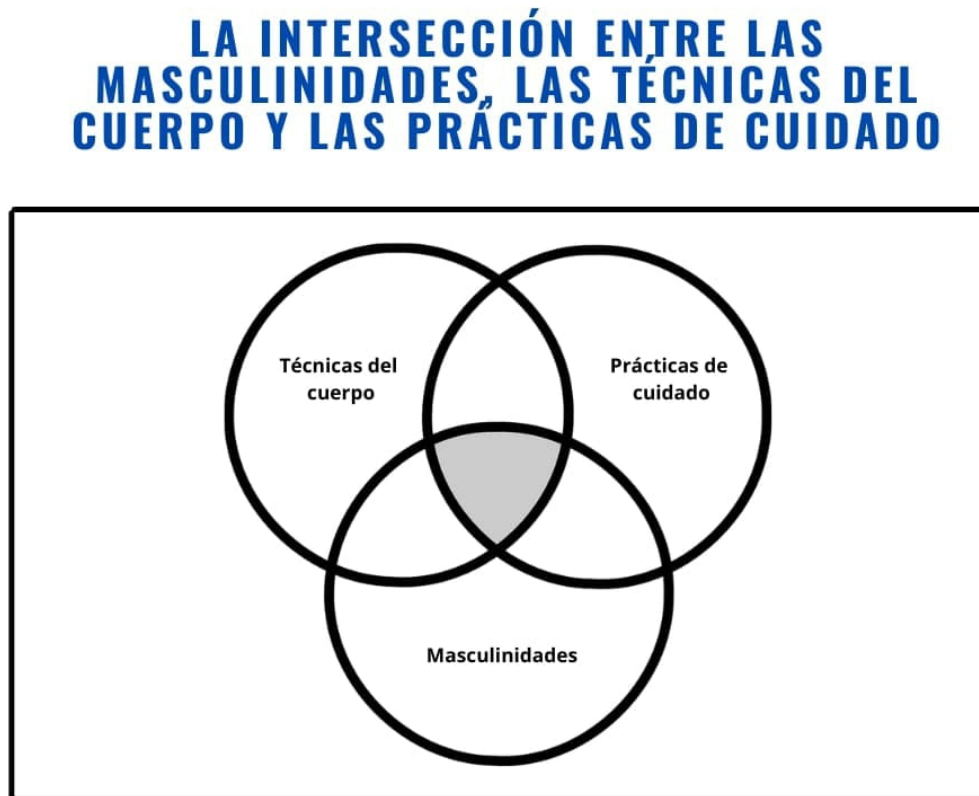 LA INTERSECCIÓN ENTRE LAS
MASCULINIDADES, LAS TÉCNICAS DEL
CUERPO Y LAS PRÁCTICAS DE CUIDADO
Técnicas del
cuerpo
Prácticas de
cuidado
Masculinidades